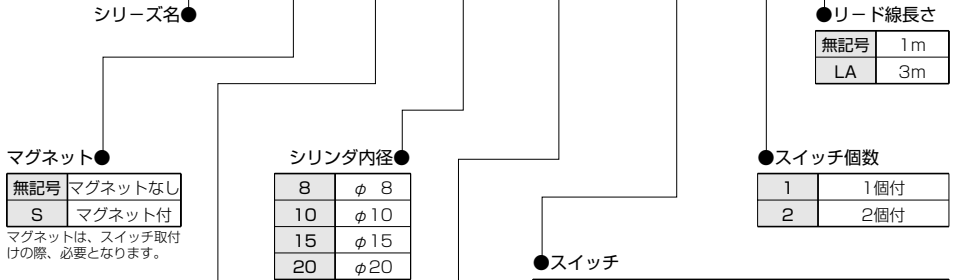 シリーズ名●
●リード線長さ
無記号 1m
LA 3m
マグネット●
無記号 マグネットなし
S マグネット付
マグネットは、スイッチ取付
けの際、必要となります。
シリンダ内径●
8 φ 8
10 φ10
15 φ15
20 φ20
●スイッチ個数
1 1個付
2 2個付
●スイッチ